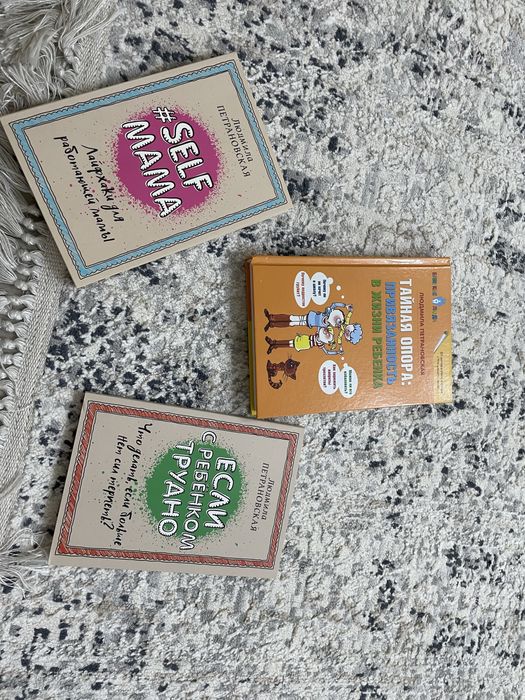 Людмила
ПЕТРАНОВСКАЯ
#SELF
МАМА
Лайфхаки для
работающей мамы
ЛЮДМИЛА ПЕТРАНОВСКАЯ
ТАЙНАЯ ОПОРА:
ПРИВЯЗАННОСТЬ
В ЖИЗНИ РЕБЕНКА
Людмила
ПЕТРАНОВСКАЯ
ЕСЛИ
С РЕБЁНКОМ
ТРУДНО
Что делать, если больше
нет сил терпеть?